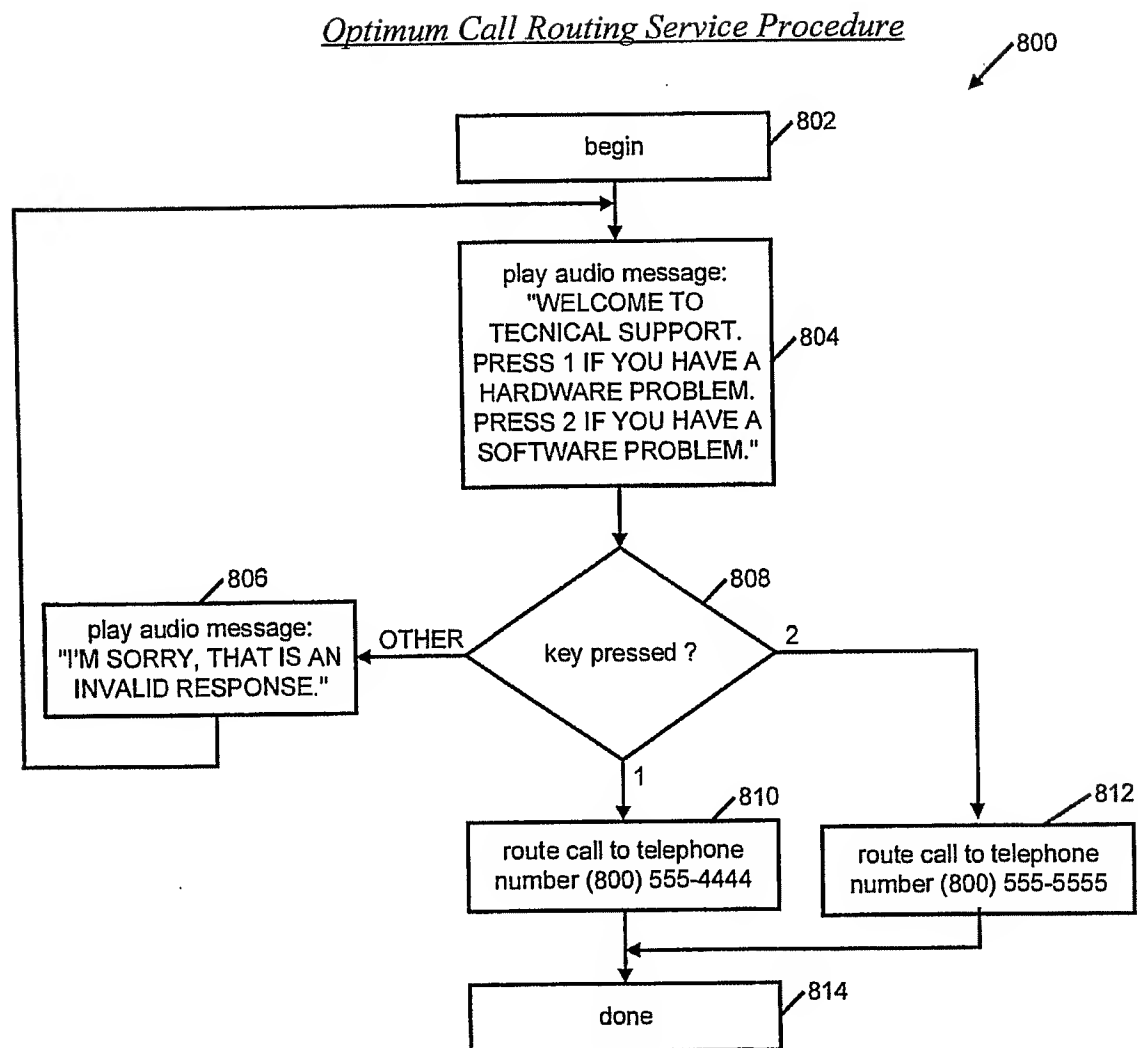 Optimum Call Routing Service Procedure
800
begin
802
play audio message:
"WELCOME TO
TECNICAL SUPPORT.
PRESS 1 IF YOU HAVE A
HARDWARE PROBLEM.
PRESS 2 IF YOU HAVE A
SOFTWARE PROBLEM."
804
806
play audio message:
"I'M SORRY, THAT IS AN
INVALID RESPONSE."
OTHER
key pressed ?
808
2
1
810
route call to telephone
number (800) 555-4444
812
route call to telephone
number (800) 555-5555
done
814